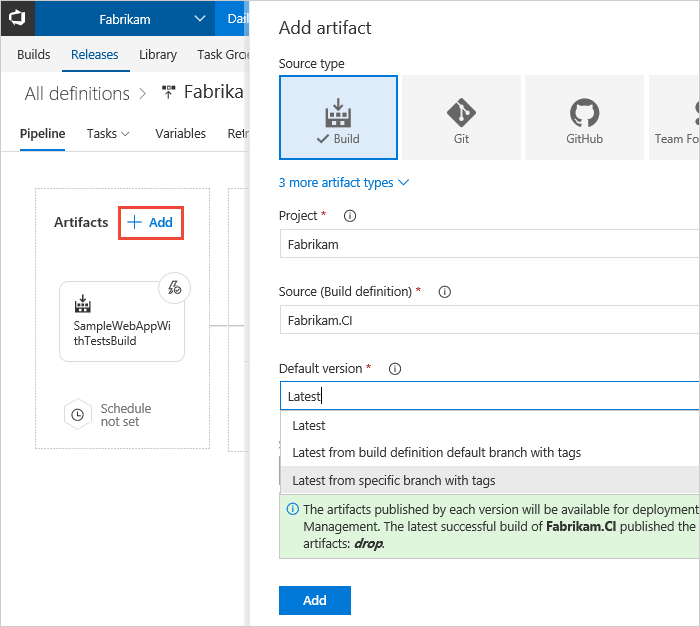 Fabrikam
Builds Releases Library Task
All definitions > Fabrika
Pipeline Tasks Variables
Artifacts + Add
SampleWebAppWi
thTestsBuild
Schedule
not set
Add artifact
Source type
Build
Git
GitHub
Team Fo
3 more artifact types
Project *
Fabrikam
Source (Build definition) *
Fabrikam.CI
Default version *
Latest
Latest
Latest from build definition default branch with tags
Latest from specific branch with tags
The artifacts published by each version will be available for deployment
Management. The latest successful build of Fabrikam.CI published the
artifacts: drop.
Add